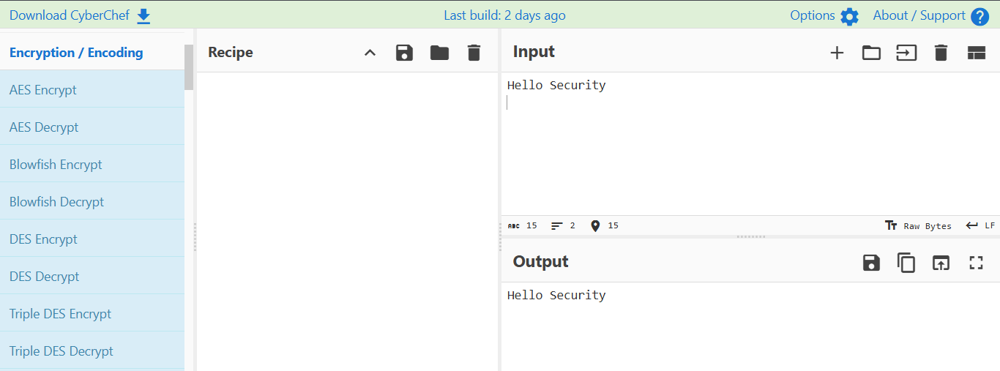 Download CyberChef
Last build: 2 days ago
Options
About / Support
Encryption / Encoding
AES Encrypt
AES Decrypt
Blowfish Encrypt
Blowfish Decrypt
DES Encrypt
DES Decrypt
Triple DES Encrypt
Triple DES Decrypt
Recipe
Input
Hello Security
ABC 15 2 15
Tт Raw Bytes LF
Output
Hello Security